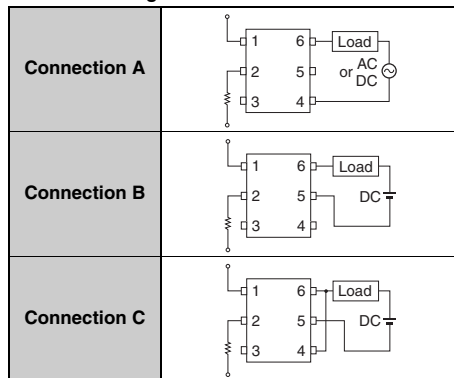 Connection A
1 6 Load
2 5 or AC DC
3 4
Connection B
1 6 Load
2 5 DC
3 4
Connection C
1 6 Load
2 5 DC
3 4